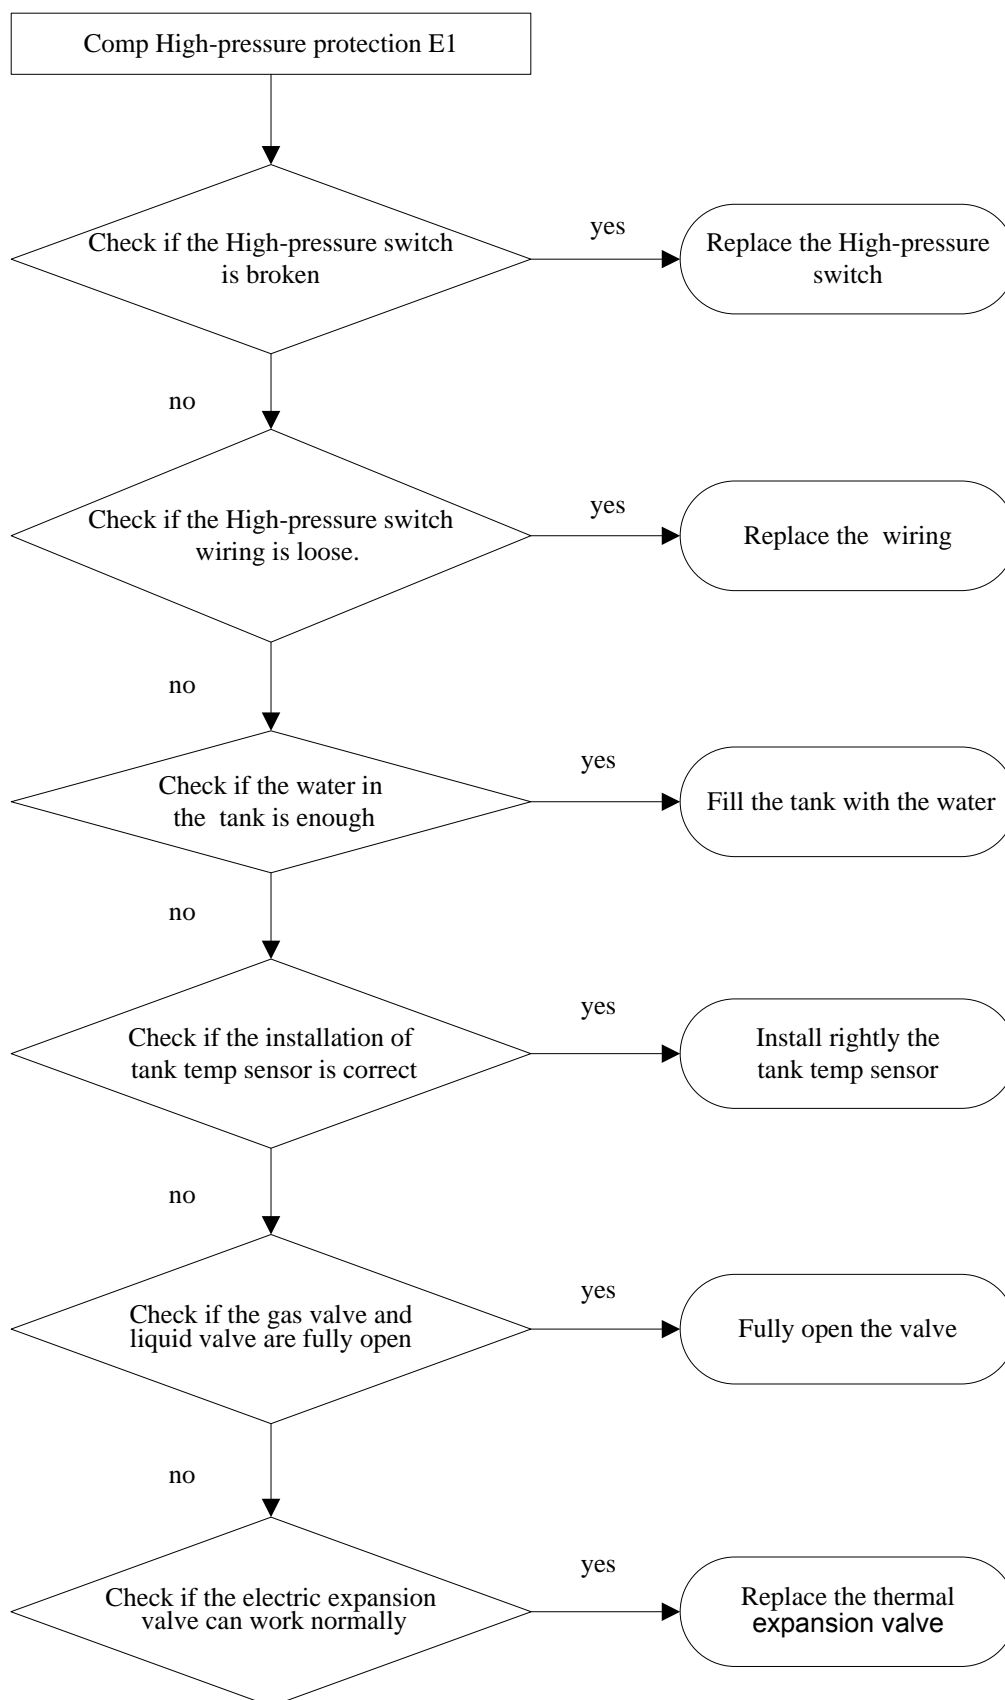 Comp High-pressure protection E1
Check if the High-pressure switch
is broken
yes
Replace the High-pressure
switch
no
Check if the High-pressure switch
wiring is loose.
yes
Replace the  wiring
no
Check if the water in
the  tank is enough
yes
Fill the tank with the water
no
Check if the installation of
tank temp sensor is correct
yes
Install rightly the
tank temp sensor
no
Check if the gas valve and
liquid valve are fully open
yes
Fully open the valve
no
Check if the electric expansion
valve can work normally
yes
Replace the thermal
expansion valve